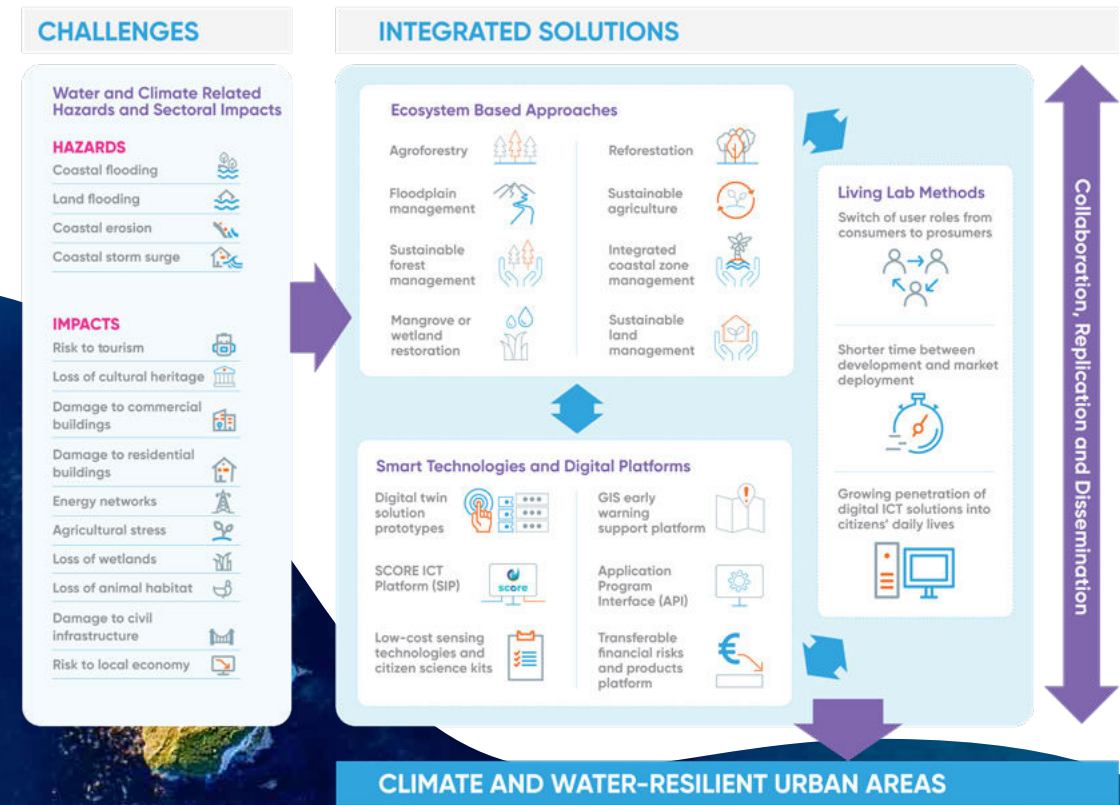 CHALLENGES
Water and Climate Related
Hazards and Sectoral Impacts
HAZARDS
Coastal flooding
Land flooding
Coastal erosion
Coastal storm surge
IMPACTS
Risk to tourism
Loss of cultural heritage
Damage to commercial
buildings
Damage to residential
buildings
Energy networks
Agricultural stress
Loss of wetlands
Loss of animal habitat
Damage to civil
infrastructure
Risk to local economy
INTEGRATED SOLUTIONS
Ecosystem Based Approaches
Agroforestry
Floodplain
management
Sustainable
forest
management
Mangrove or
wetland
restoration
Reforestation
Sustainable
agriculture
Integrated
coastal zone
management
Sustainable
land
management
Smart Technologies and Digital Platforms
Digital twin
solution
prototypes
SCORE ICT
Platform (SIP)
score
Low-cost sensing
technologies and
citizen science kits
GIS early
warning
support platform
Application
Program
Interface (API)
Transferable
financial risks
and products
platform
Living Lab Methods
Switch of user roles from
consumers to prosumers
Shorter time between
development and market
deployment
Growing penetration of
digital ICT solutions into
citizens' daily lives
Collaboration, Replication and Dissemination
CLIMATE AND WATER-RESILIENT URBAN AREAS